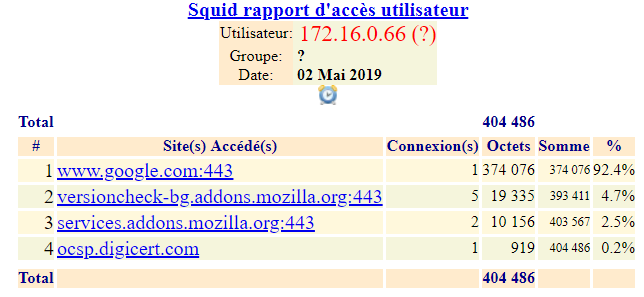 Squid rapport d'accès utilisateur
Utilisateur: 172.16.0.66 (?)
Groupe: ?
Date: 02 Mai 2019
Total 404 486
# Site(s) Accédé(s) Connexion(s) Octets Somme %
1 www.google.com:443 1 374 076 374 076 92.4%
2 versioncheck-bg.addons.mozilla.org:443 5 19 335 393 411 4.7%
3 services.addons.mozilla.org:443 2 10 156 403 567 2.5%
4 ocsp.digicert.com 1 919 404 486 0.2%
Total 404 486